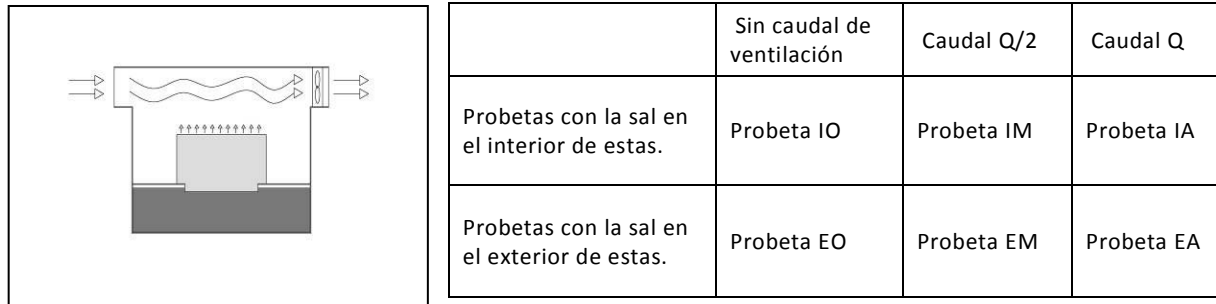 Sin caudal de
ventilación
Caudal Q/2
Caudal Q
Probetas con la sal en
el interior de estas.
Probeta IO
Probeta IM
Probeta IA
Probetas con la sal en
el exterior de estas.
Probeta EO
Probeta EM
Probeta EA